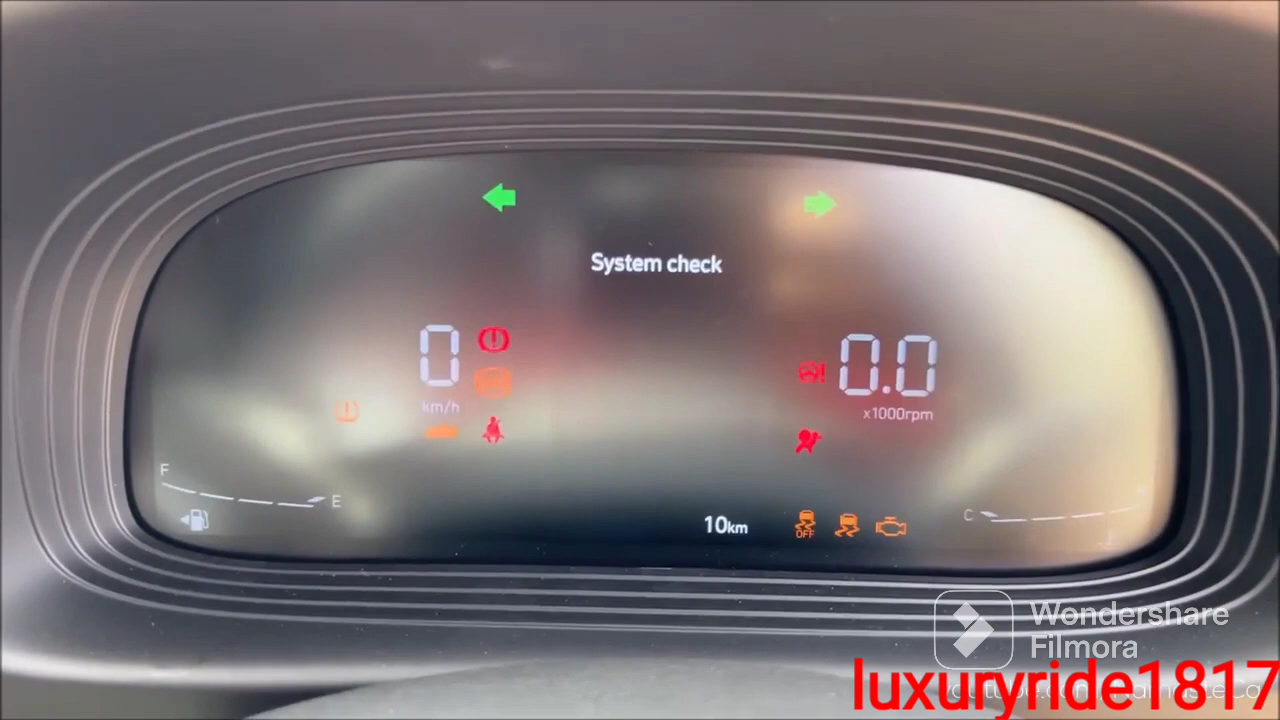 System check
0
km/h
0.0
x1000rpm
F
E
C
10km
OFF
Wondershare
Filmora
luxuryride1817